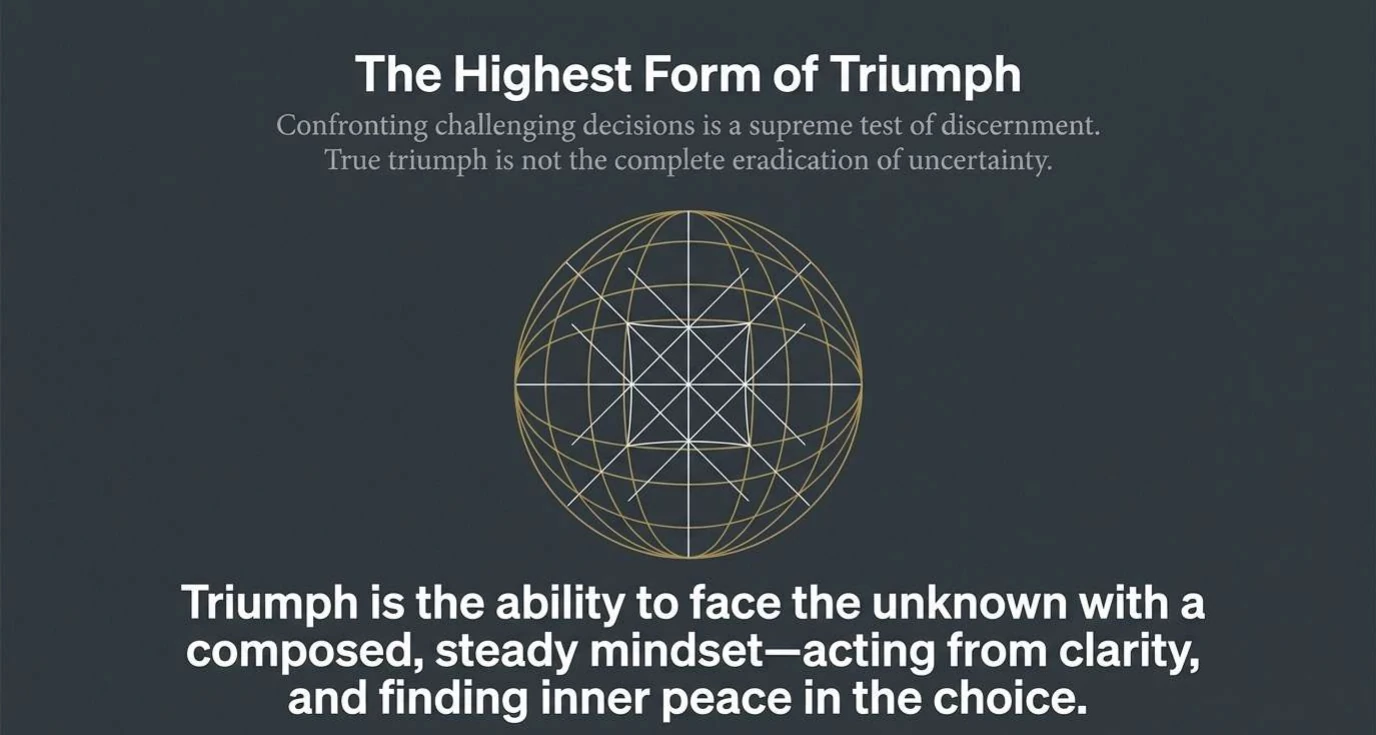 The Highest Form of Triumph
Confronting challenging decisions is a supreme test of discernment.
True triumph is not the complete eradication of uncertainty.
Triumph is the ability to face the unknown with a
composed, steady mindset—acting from clarity,
and finding inner peace in the choice.